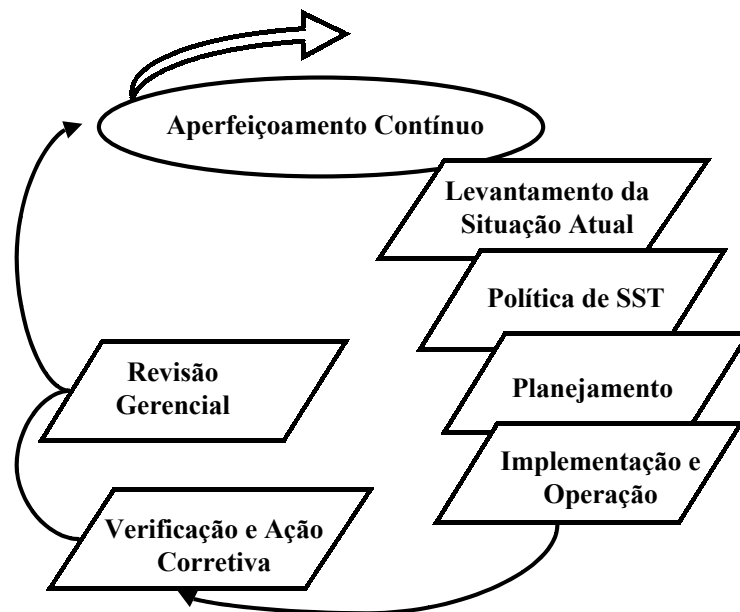 Aperfeiçoamento Contínuo
Levantamento da
Situação Atual
Política de SST
Planejamento
Implementação e
Operação
Verificação e Ação
Corretiva
Revisão
Gerencial